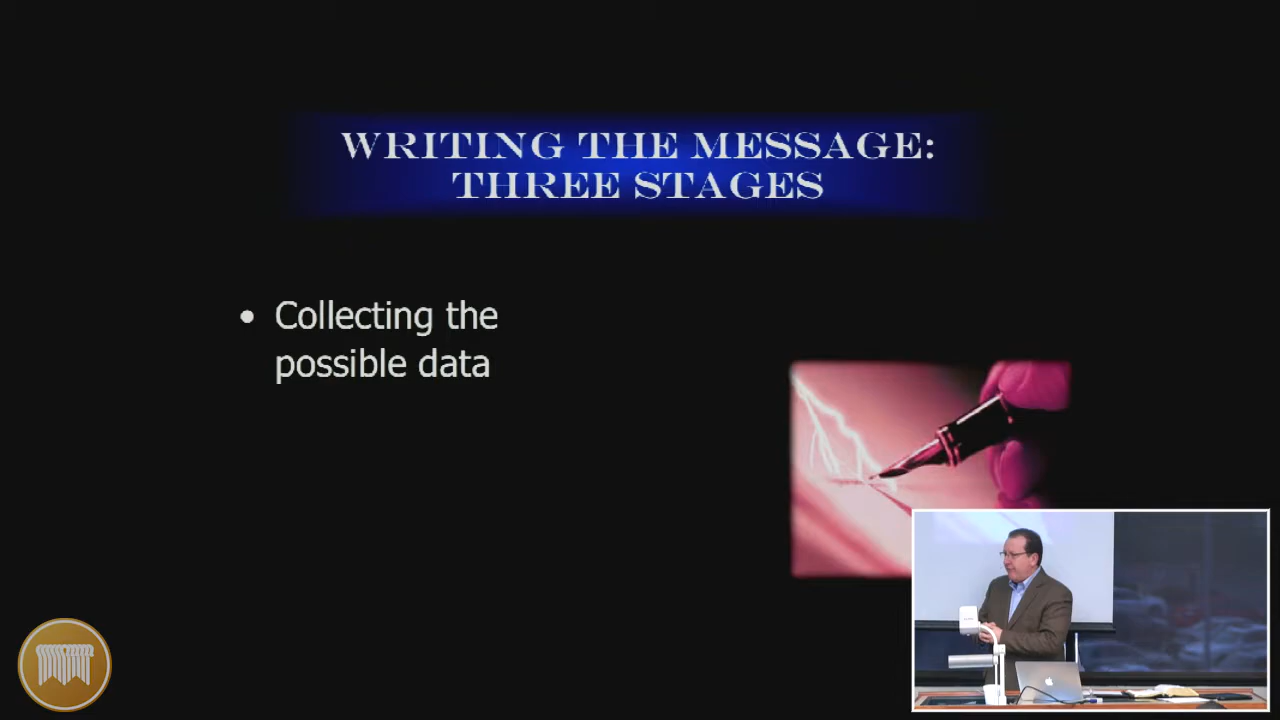 WRITING THE MESSAGE:
THREE STAGES
• Collecting the
possible data